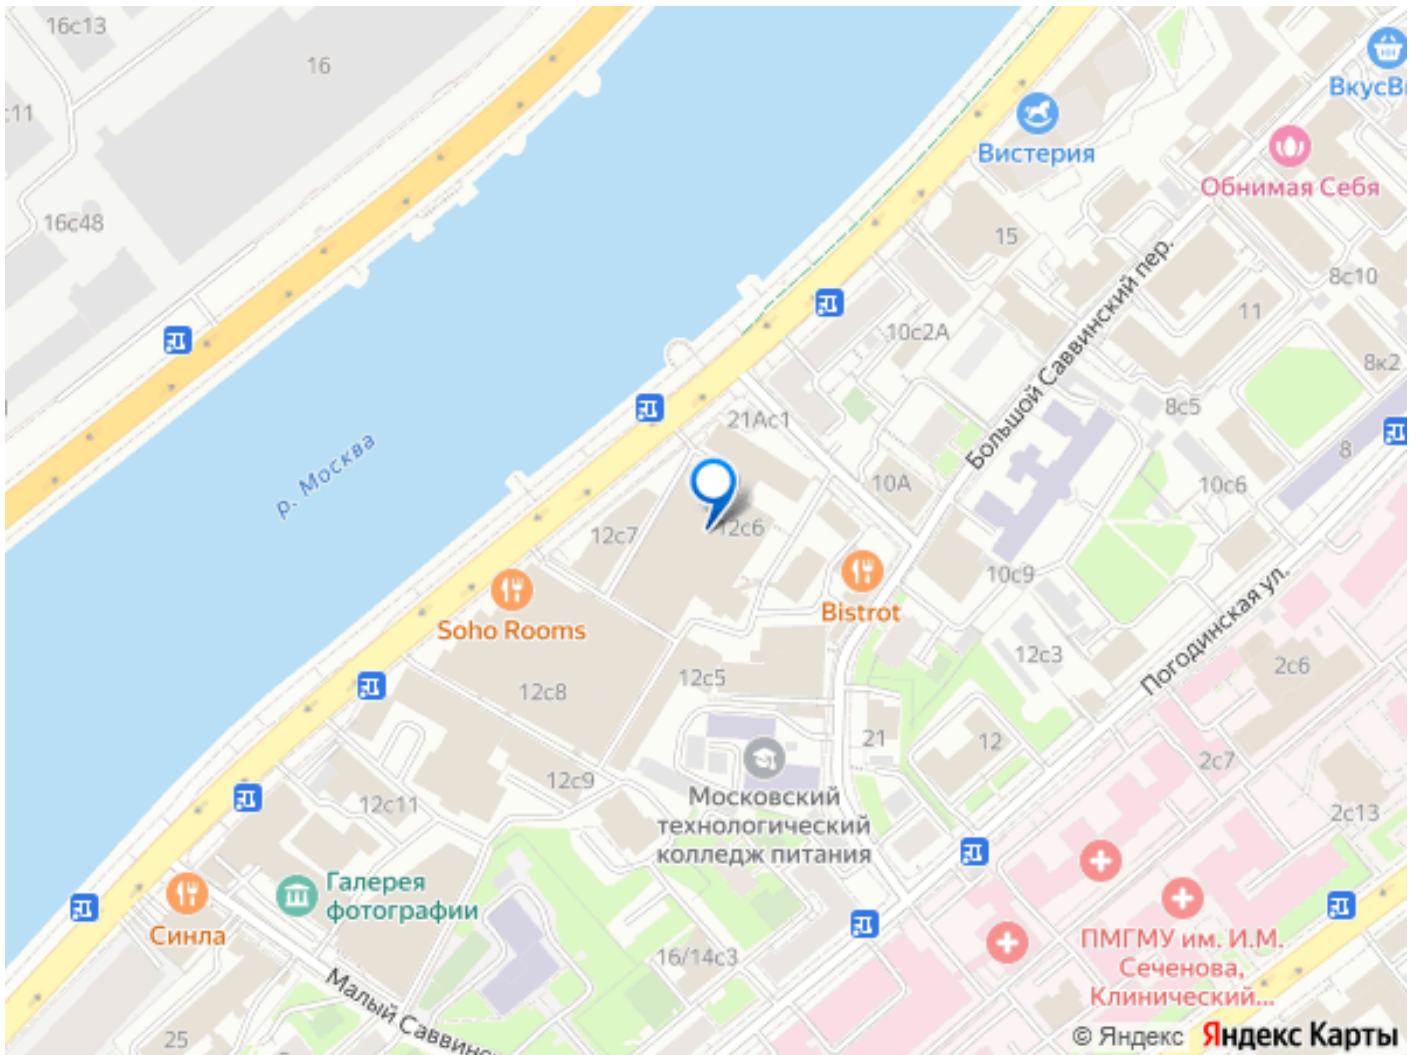 16с13
16
с11
16с48
ВкусВ
Вистерия
Обнимая Себя
15
8с10
11
10с2А
Большой Саввинский пер.
8к2
8с5
21Ас1
8
10А
10с6
р. Москва
12с6
12с7
Bistrot
10с9
Погодинская ул.
Soho Rooms
12с3
2с6
12с5
12с8
21
12
2с7
12с9
12с11
Московский
технологический
колледж питания
2с13
Галерея
фотографии
Синла
16/14с3
ПМГМУ им. И.М.
Сеченова,
Клинический...
Малый Саввинс
25
© Яндекс Яндекс Карты